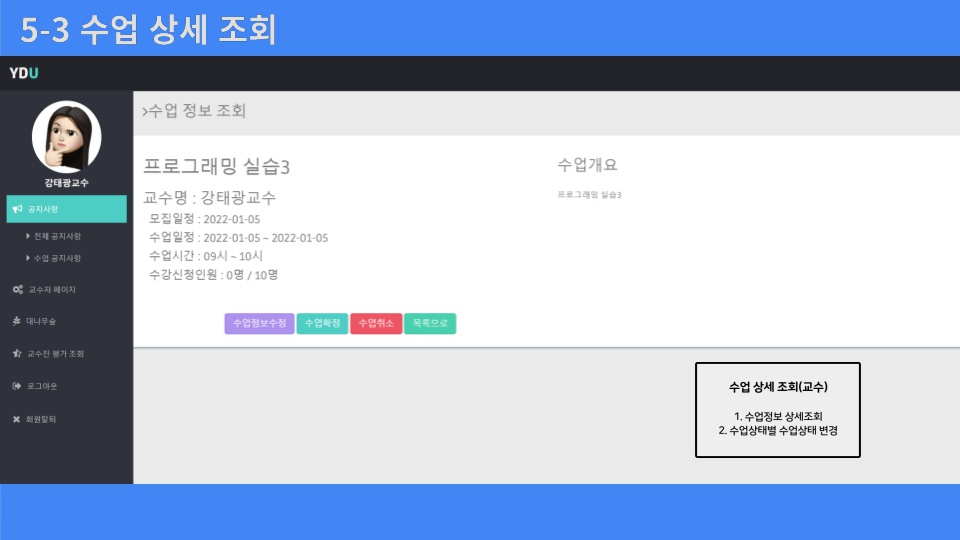 5-3 수업 상세 조회
YDU
강태광교수
공지사항
전체 공지사항
수업 공지사항
교수자 페이지
대나무숲
교수진 평가 조회
로그아웃
회원탈퇴
>수업 정보 조회
프로그래밍 실습3
교수명 : 강태광교수
모집일정 : 2022-01-05
수업일정 : 2022-01-05 ~ 2022-01-05
수업시간 : 09시 ~ 10시
수강신청인원 : 0명 / 10명
수업정보수정 수업확정 수업취소 목록으로
수업개요
프로그래밍 실습3
수업 상세 조회(교수)
1. 수업정보 상세조회
2. 수업상태별 수업상태 변경